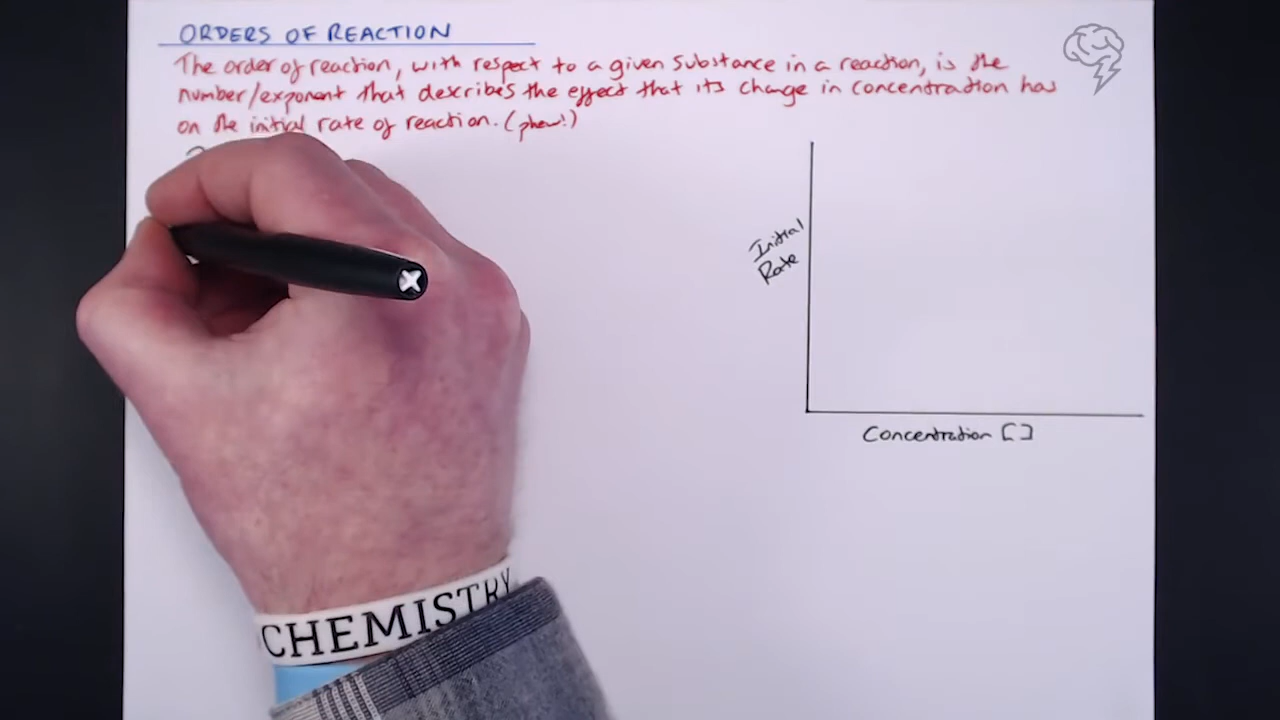 ORDERS OF REACTION
The order of reaction, with respect to a given substance in a reaction, is the
number/exponent that describes the effect that its change in concentration has
on the initial rate of reaction. (phew!)
Initial
Rate
Concentration [ ]
CHEMISTRY